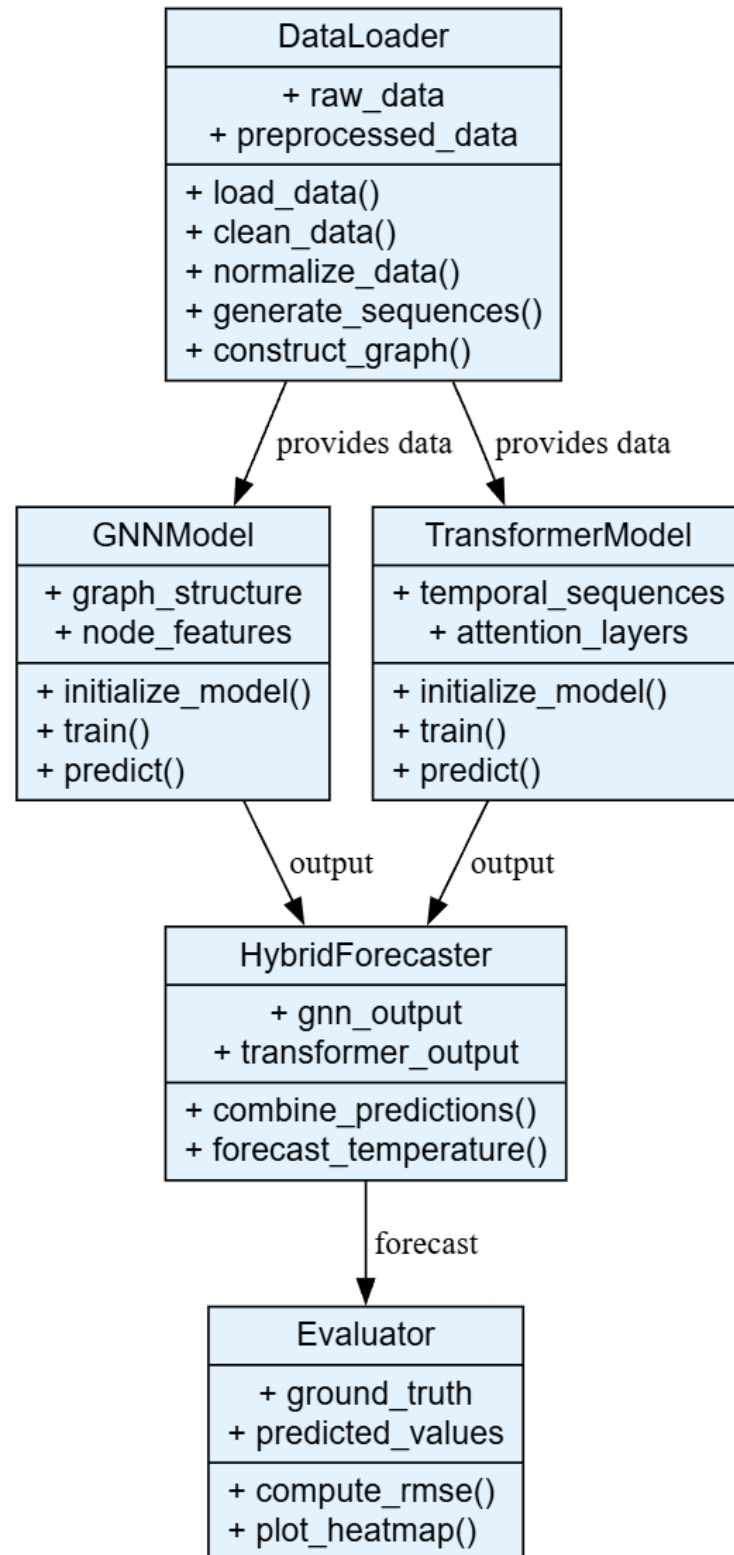 DataLoader
+ raw_data
+ preprocessed_data
+ load_data()
+ clean_data()
+ normalize_data()
+ generate_sequences()
+ construct_graph()
provides data
provides data
GNNModel
+ graph_structure
+ node_features
+ initialize_model()
+ train()
+ predict()
TransformerModel
+ temporal_sequences
+ attention_layers
+ initialize_model()
+ train()
+ predict()
output
output
HybridForecaster
+ gnn_output
+ transformer_output
+ combine_predictions()
+ forecast_temperature()
forecast
Evaluator
+ ground_truth
+ predicted_values
+ compute_rmse()
+ plot_heatmap()